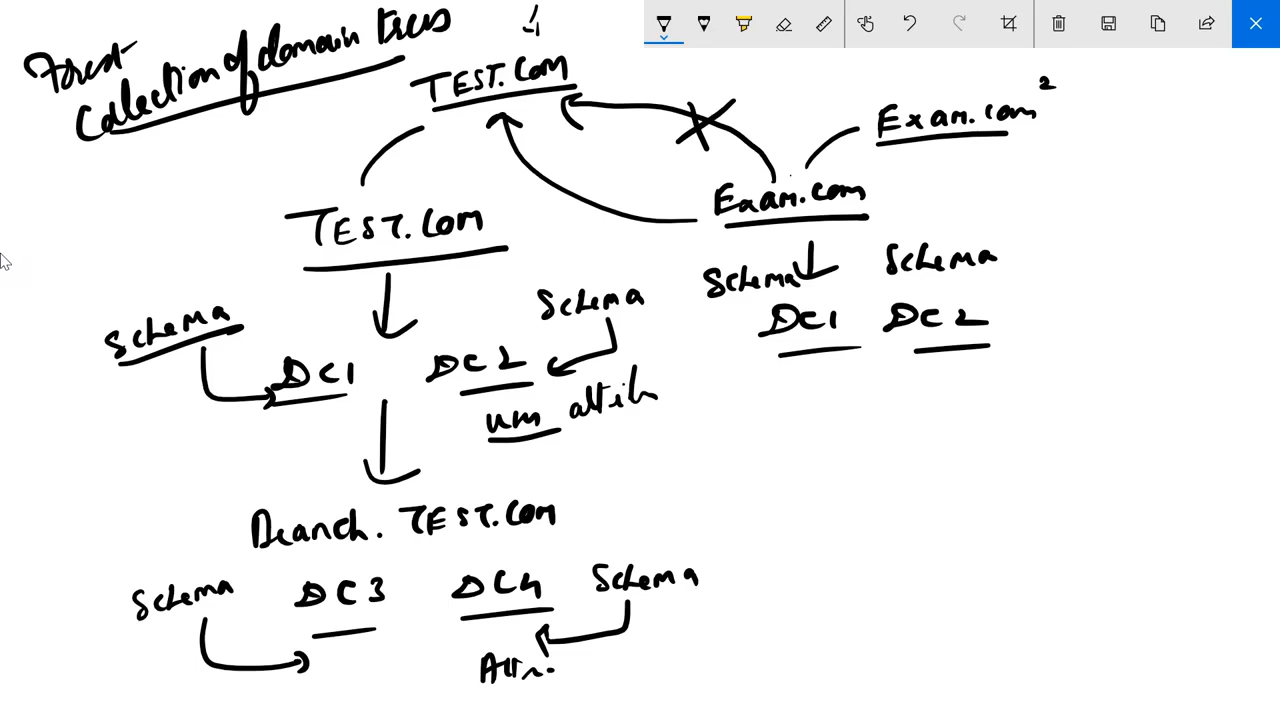 Forest
Collection of domain trees
1
TEST.COM
Exam.com 2
Exam.com
TEST.COM
Schema
Schema
Schema
Schema
DC1 DC2
DC1 DC2
um attrib
Branch. TEST.COM
Schema DC3 DC4 Schema
Attr.